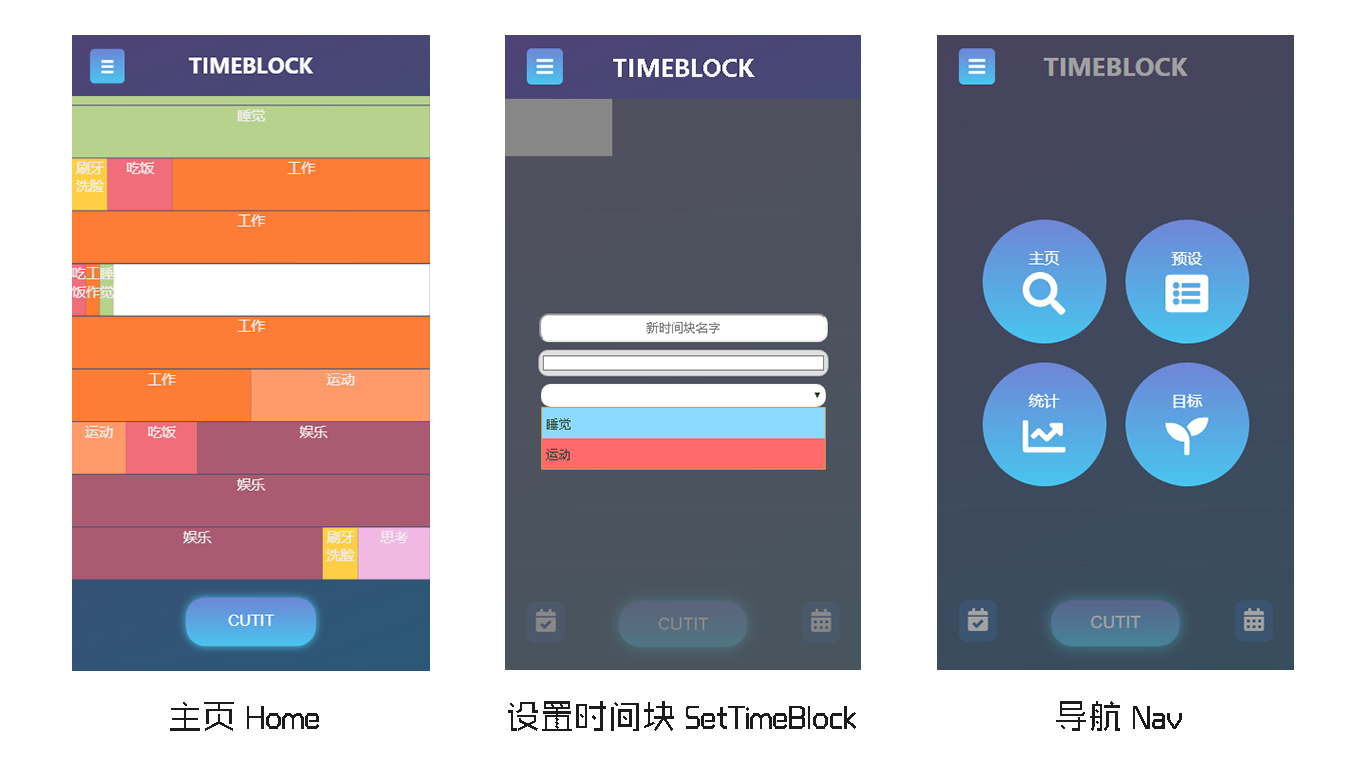 TIMEBLOCK
睡觉
刷牙
洗脸
吃饭
工作
工作
吃
饭
工
作
睡
觉
工作
工作
运动
运动
吃饭
娱乐
娱乐
娱乐
刷牙
洗脸
思考
CUTIT
主页 Home
TIMEBLOCK
新时间块名字
睡觉
运动
CUTIT
设置时间块 SetTimeBlock
TIMEBLOCK
主页
预设
统计
目标
CUTIT
导航 Nav